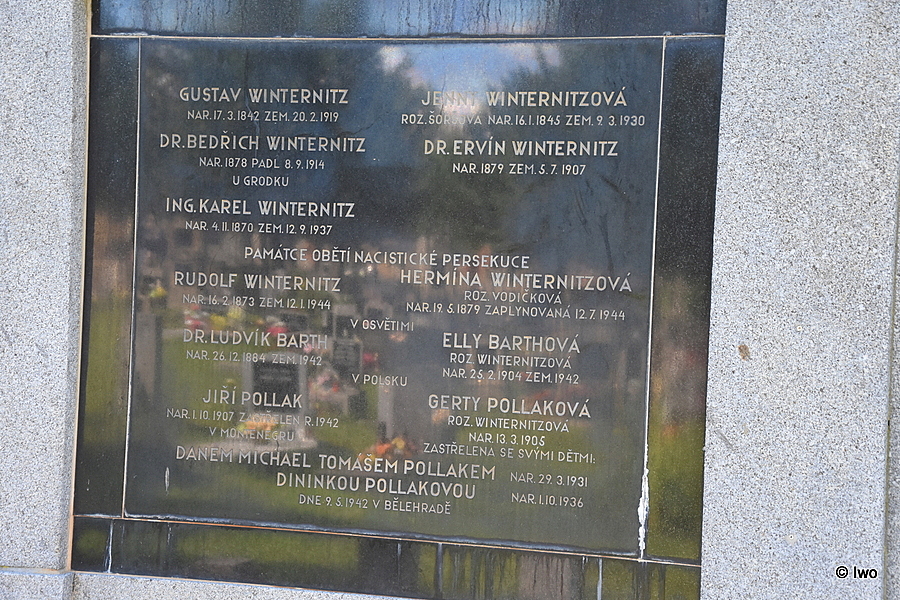 GUSTAV WINTERNITZ
NAR. 17. 3. 1842 ZEM. 20. 2. 1919
JENNY WINTERNITZOVÁ
ROZ. NAR. 16. 1. 1845 ZEM. 9. 3. 1930
DR. BEDŘICH WINTERNITZ
NAR. 1878 PADL 8. 9. 1914
U GRODKU
DR. ERVÍN WINTERNITZ
NAR. 1879 ZEM. 5. 7. 1907
ING. KAREL WINTERNITZ
NAR. 4. 11. 1870 ZEM. 12. 9. 1937
PAMÁTCE OBĚTÍ NACISTICKÉ PERSEKUCE
RUDOLF WINTERNITZ
NAR. 16. 2. 1873 ZEM. 12. 1. 1944
HERMÍNA WINTERNITZOVÁ
ROZ. VODIČKOVÁ
NAR. 19. 5. 1879 ZAPLYNOVANÁ 12. 7. 1944
V OSVĚTIMI
DR. LUDVÍK BARTH
NAR. 26. 12. 1884 ZEM. 1942
ELLY BARTHOVÁ
ROZ. WINTERNITZOVÁ
NAR. 25. 2. 1904 ZEM. 1942
V POLSKU
JIŘÍ POLLAK
NAR. 1. 10. 1907 ZASTŘELEN R. 1942
V MONTENEGRU
GERTY POLLAKOVÁ
ROZ. WINTERNITZOVÁ
NAR. 13. 3. 1905
ZASTŘELENA SE SVÝMI DĚTMI:
DANEM MICHAEL TOMÁŠEM POLLAKEM NAR. 29. 3. 1931
DININKOU POLLAKOVOU NAR. 1. 10. 1936
DNE 9. 5. 1942 V BĚLEHRADĚ
© Iwo